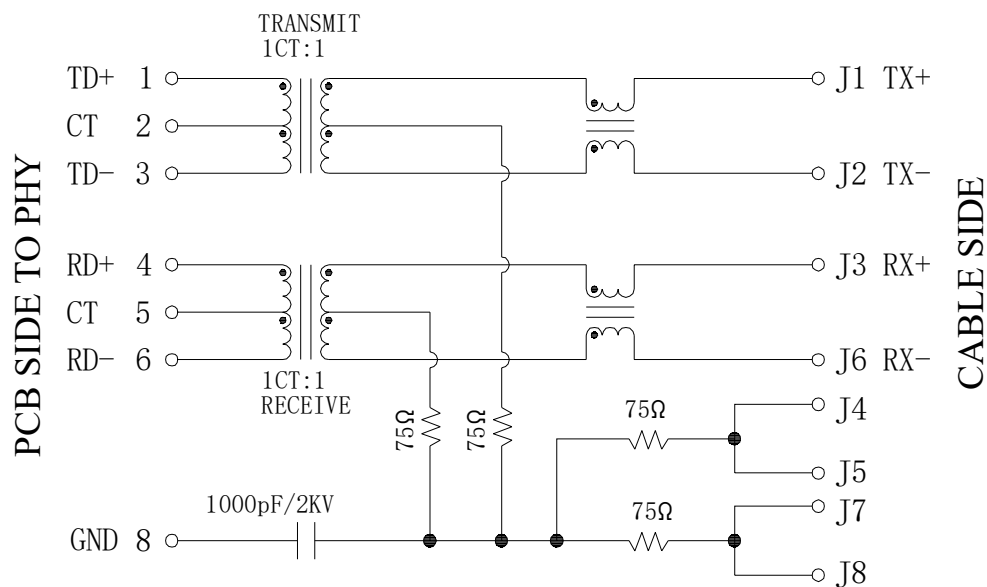 TRANSMIT
1CT:1
TD+ 1
CT 2
TD- 3
J1 TX+
J2 TX-
PCB SIDE TO PHY
CABLE SIDE
RD+ 4
CT 5
RD- 6
J3 RX+
J6 RX-
1CT:1
RECEIVE
75Ω
75Ω
75Ω
J4
J5
1000pF/2KV
GND 8
75Ω
J7
J8